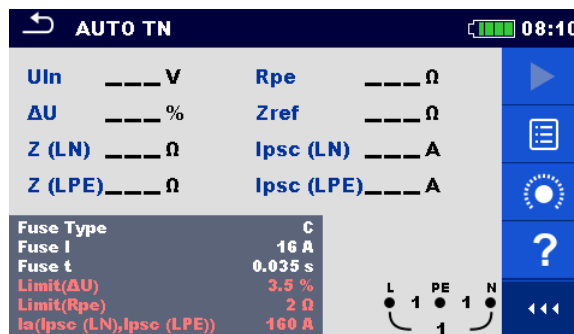 AUTO TN 08:10
Uln ___V Rpe ___Ω
ΔU ___% Zref ___Ω
Z (LN) ___Ω Ipsc (LN) ___A
Z (LPE)___Ω Ipsc (LPE)___A
Fuse Type C
Fuse I 16 A
Fuse t 0.035 s
Limit(ΔU) 3.5 %
Limit(Rpe) 2 Ω
Ia(Ipsc (LN),Ipsc (LPE)) 160 A
L PE N
1 1
1
?